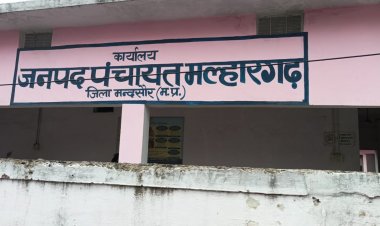 कार्यालय
जनपद पंचायत मल्हारगढ़
जिला मन्दसौर (म.प्र.)